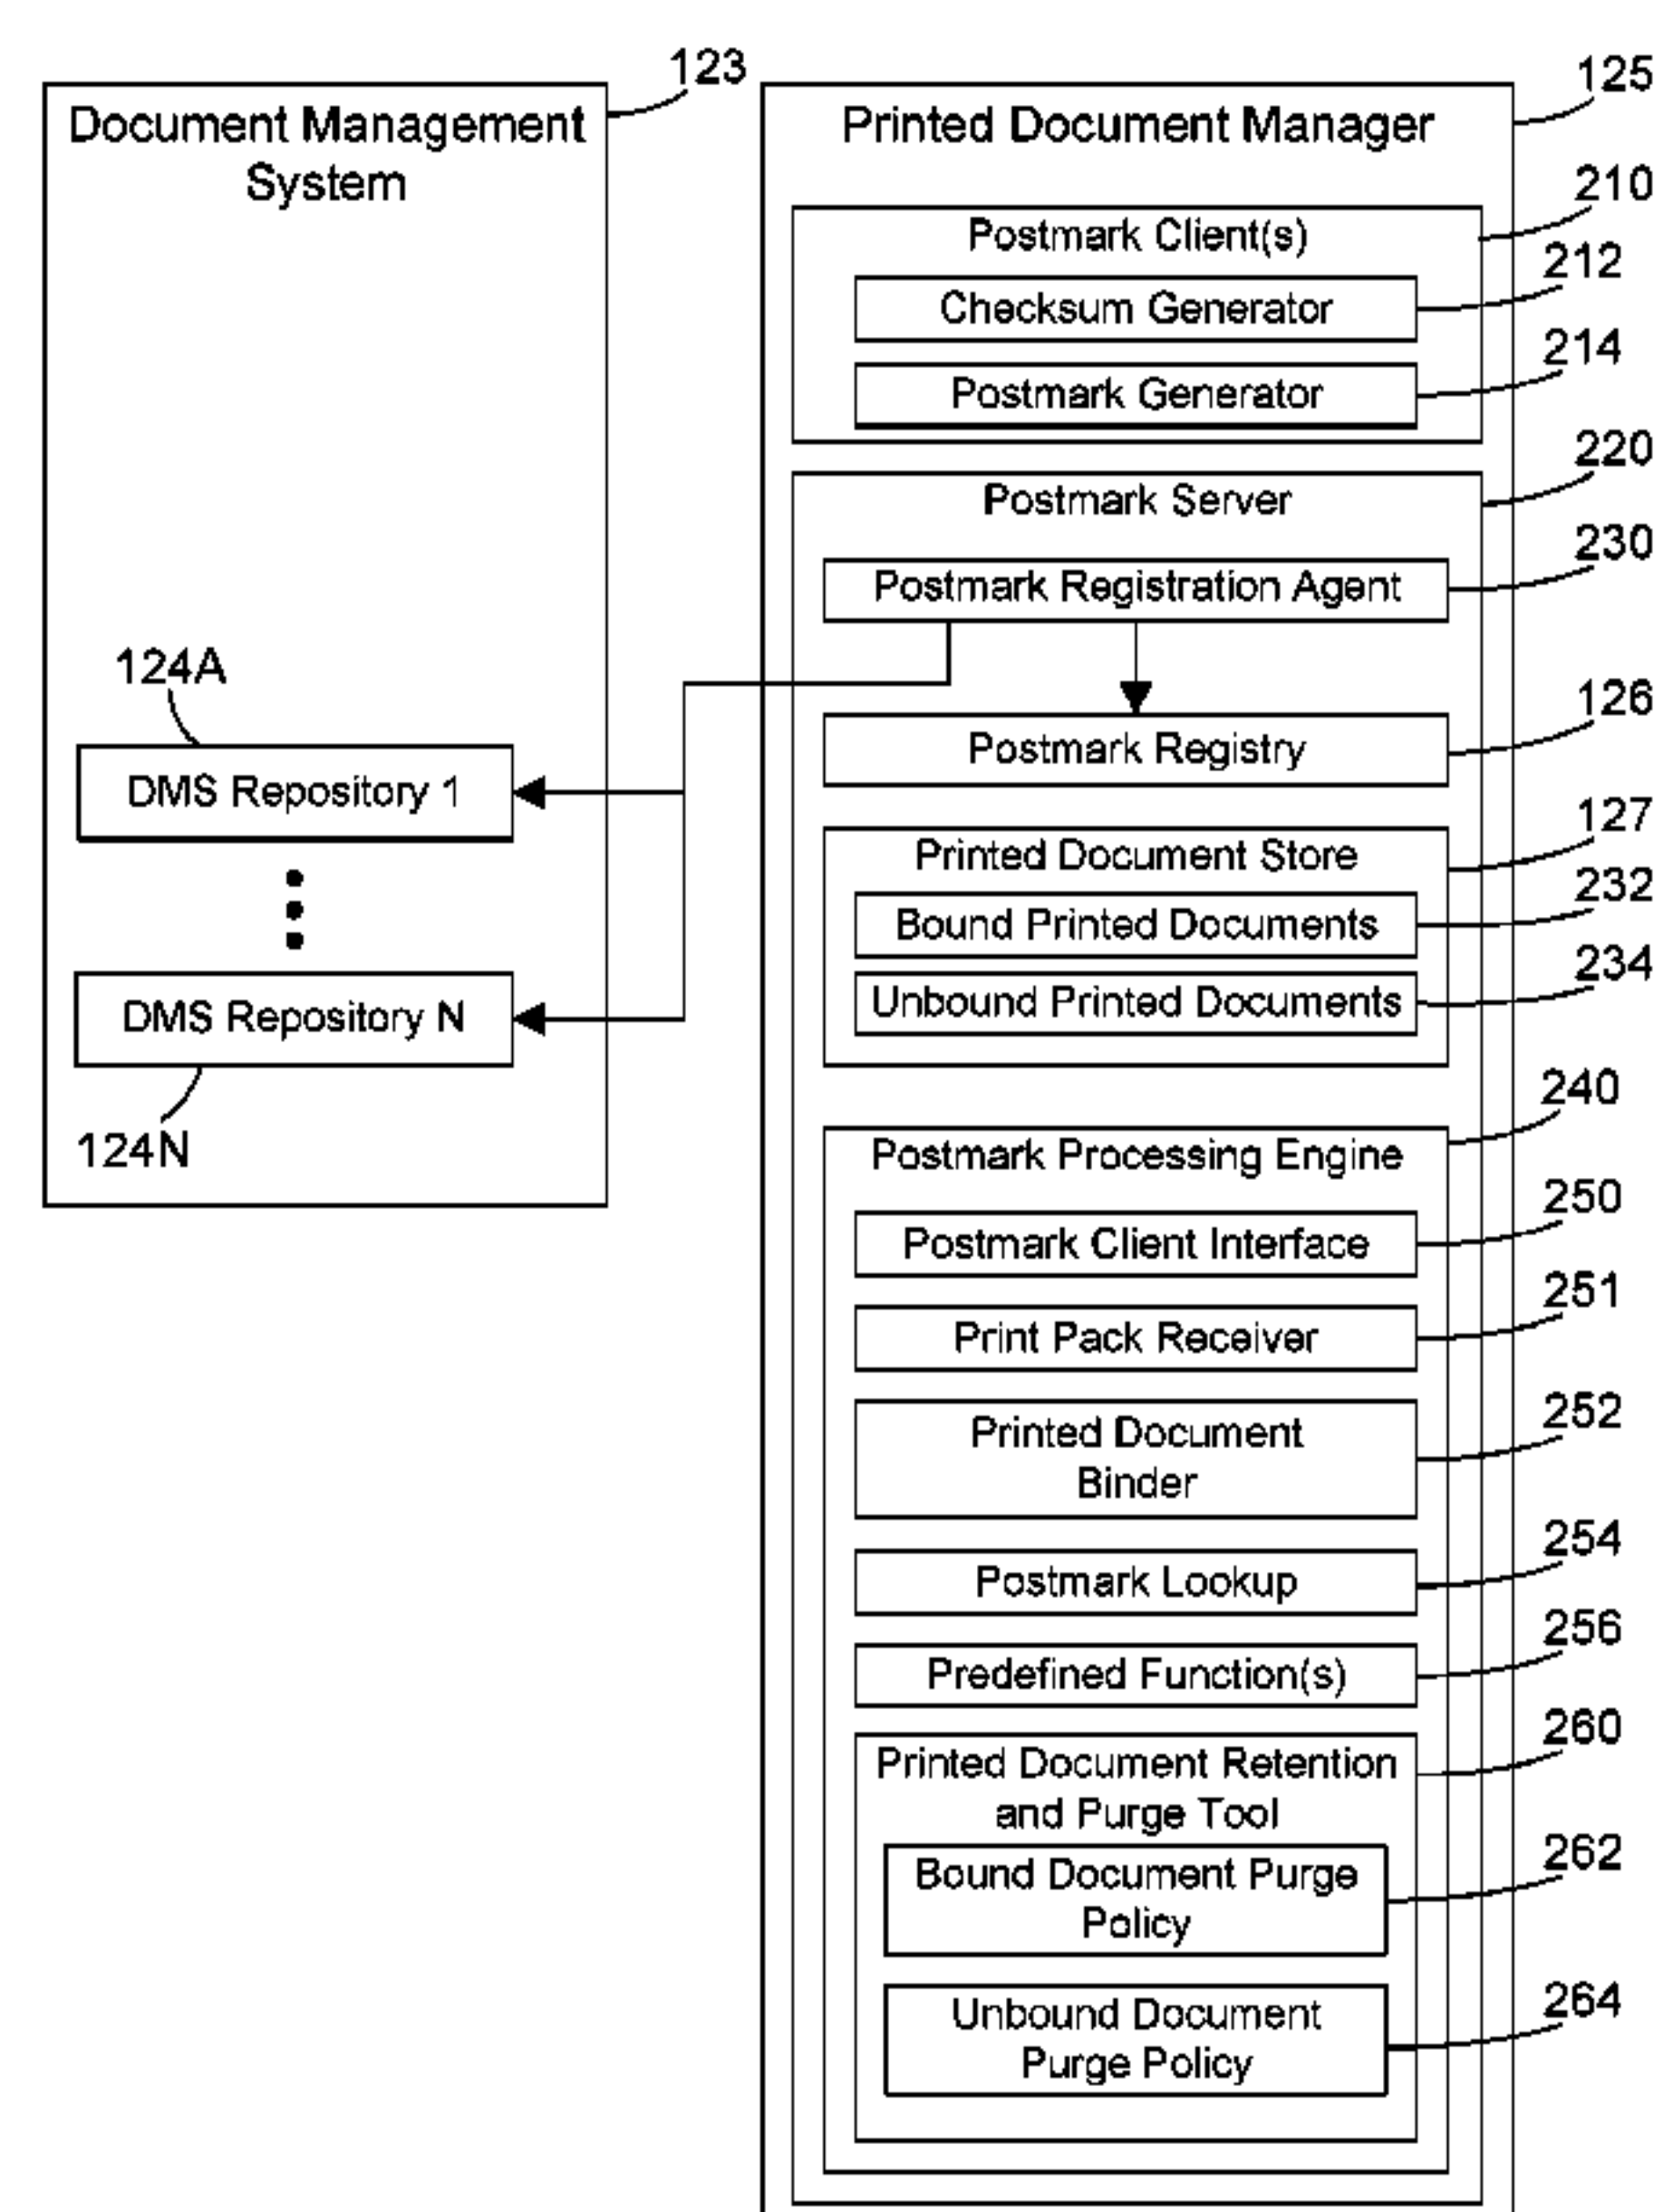 123
Document Management
System
124A
DMS Repository 1
DMS Repository N
124N
125
Printed Document Manager
210
Postmark Client(s)
212
Checksum Generator
214
Postmark Generator
220
Postmark Server
230
Postmark Registration Agent
126
Postmark Registry
127
Printed Document Store
232
Bound Printed Documents
234
Unbound Printed Documents
240
Postmark Processing Engine
250
Postmark Client Interface
251
Print Pack Receiver
252
Printed Document
Binder
254
Postmark Lookup
256
Predefined Function(s)
260
Printed Document Retention
and Purge Tool
262
Bound Document Purge
Policy
264
Unbound Document
Purge Policy